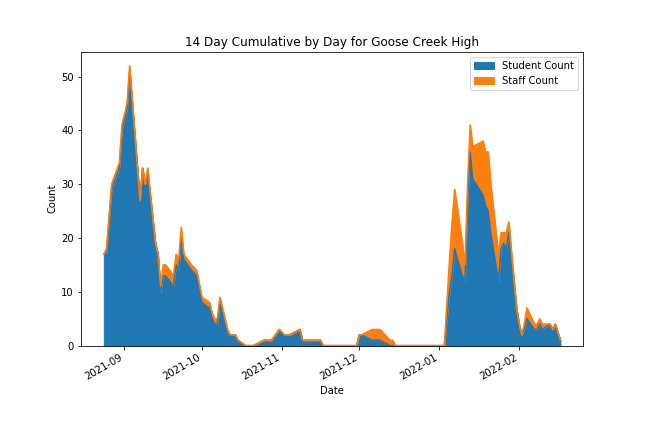 14 Day Cumulative by Day for Goose Creek High
Student Count
Staff Count
50
40
30
20
10
0
Count
2021-09
2021-10
2021-11
2021-12
2022-01
2022-02
Date